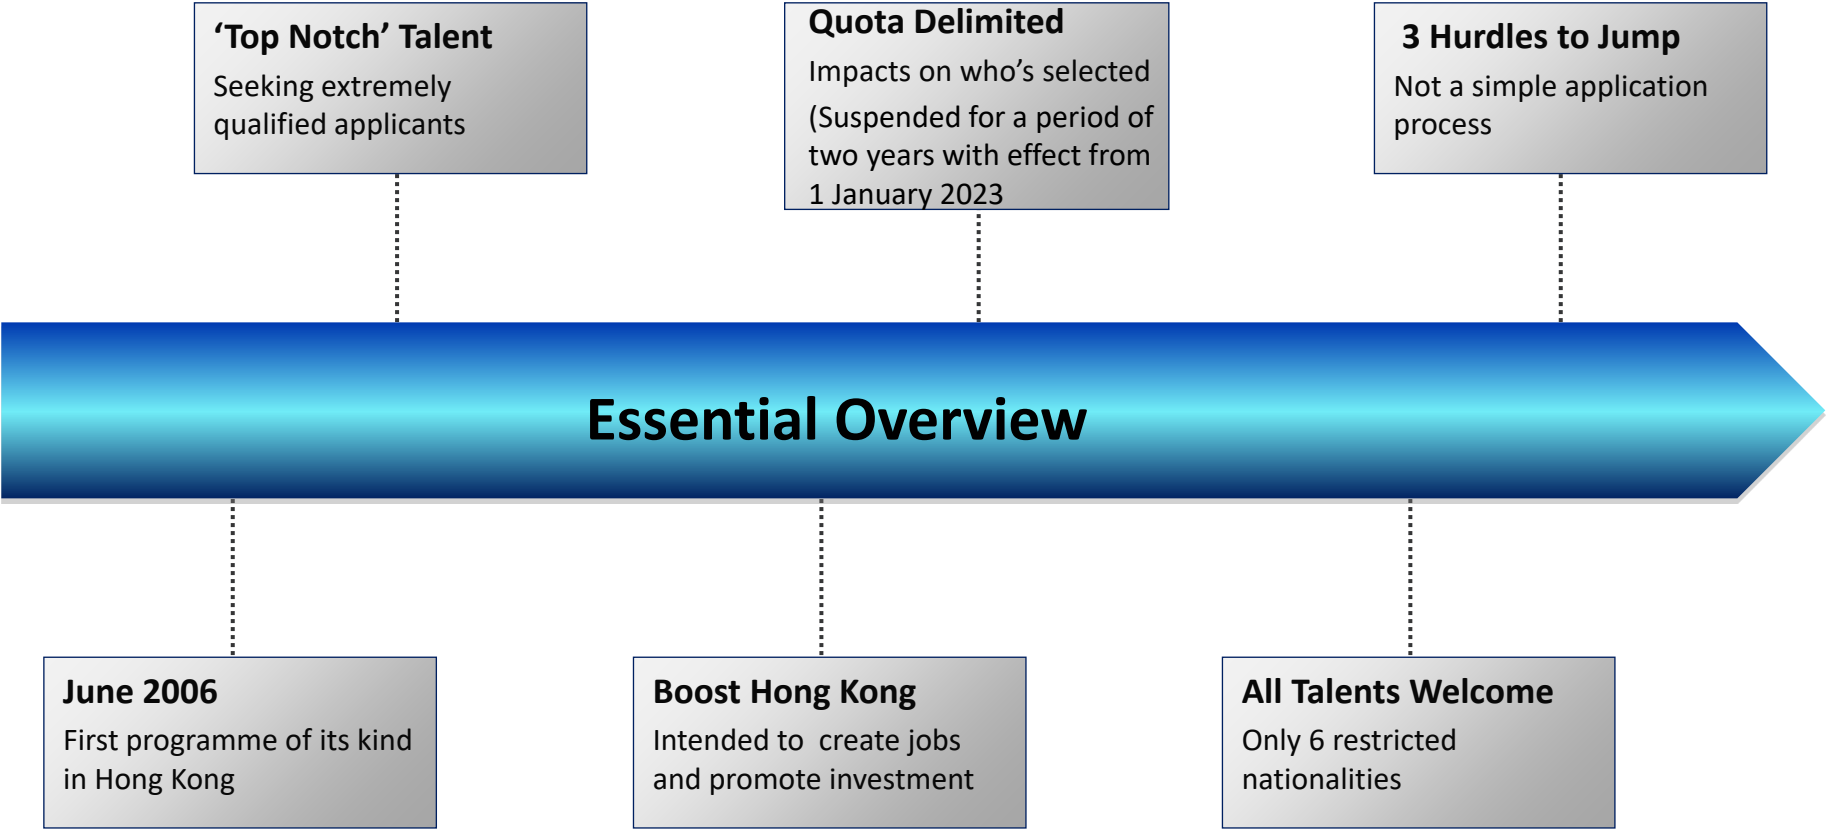 ‘Top Notch’ Talent
Seeking extremely
qualified applicants
Quota Delimited
Impacts on who’s selected
(Suspended for a period of
two years with effect from
1 January 2023
3 Hurdles to Jump
Not a simple application
process
Essential Overview
June 2006
First programme of its kind
in Hong Kong
Boost Hong Kong
Intended to  create jobs
and promote investment
All Talents Welcome
Only 6 restricted
nationalities